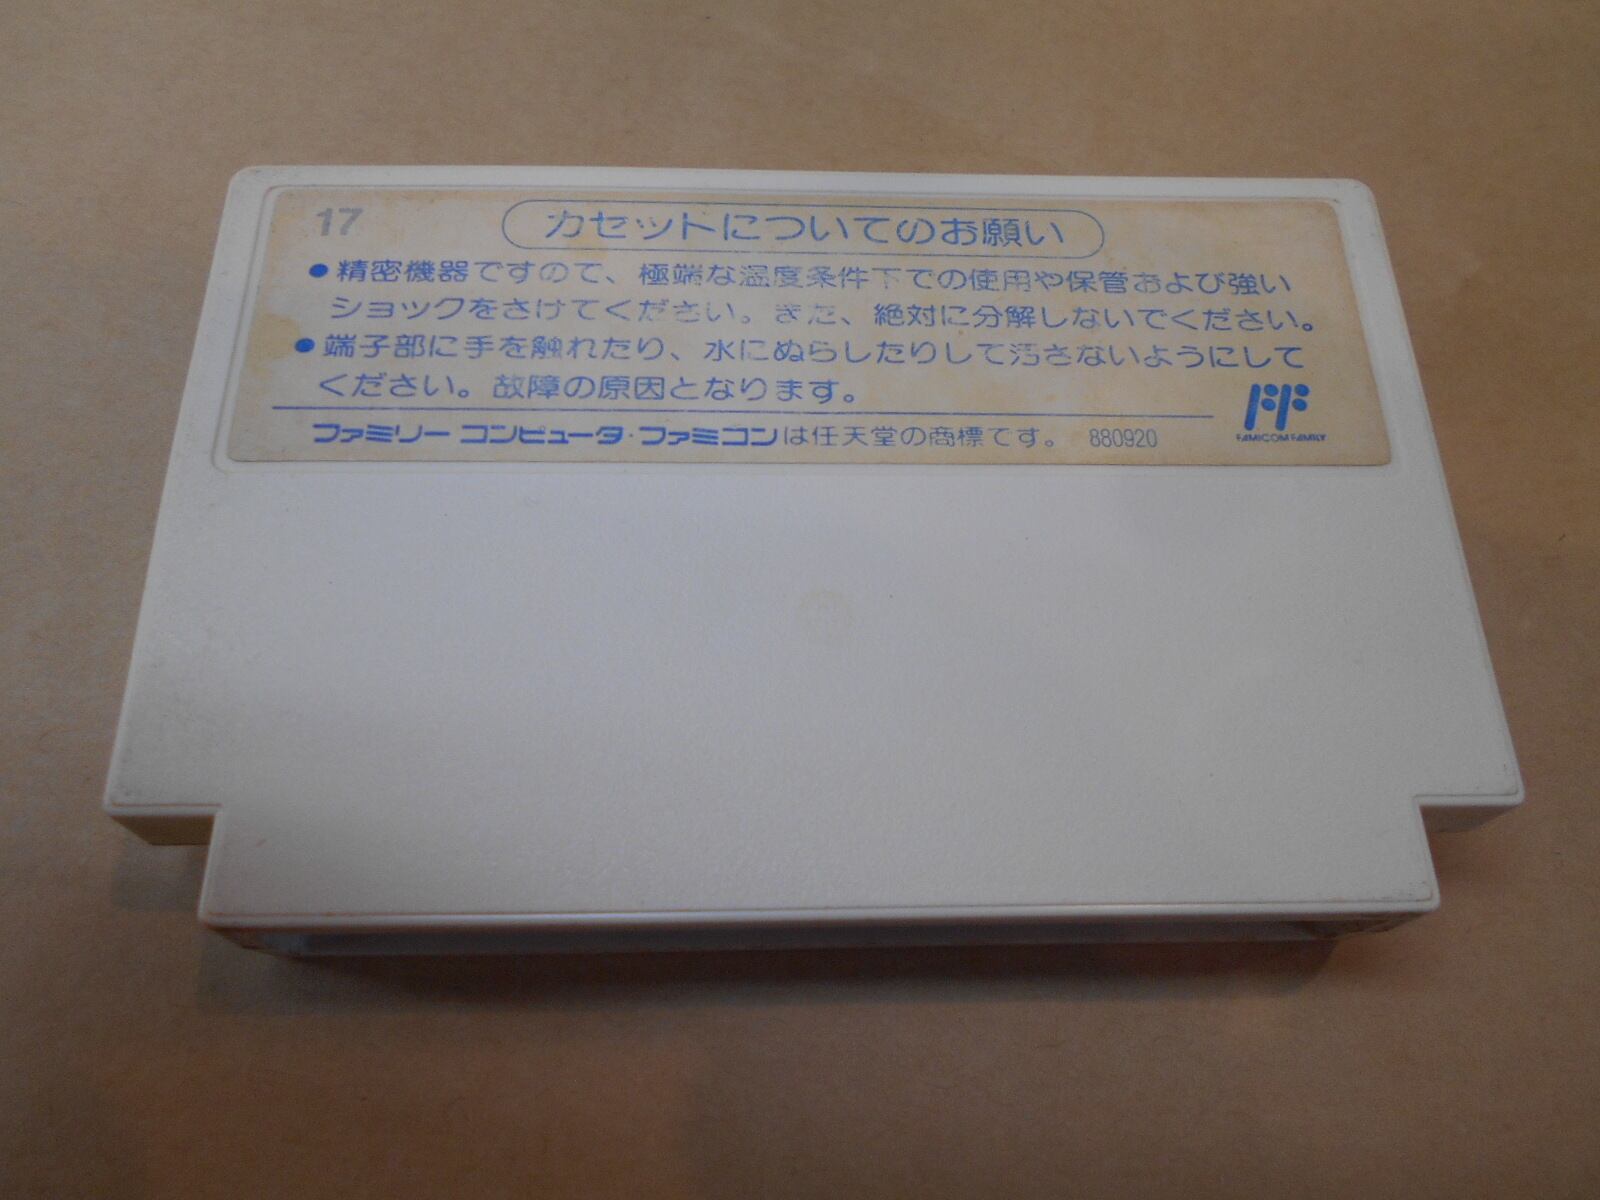 17
カセットについてのお願い
●精密機器ですので、極端な温度条件下での使用や保管および強い
ショックをさけてください。また、絶対に分解しないでください。
●端子部に手を触れたり、水にぬらしたりして汚さないようにして
ください。故障の原因となります。
ファミリーコンピュータ・ファミコンは任天堂の商標です。 880920
FF
FAMICOM FAMILY